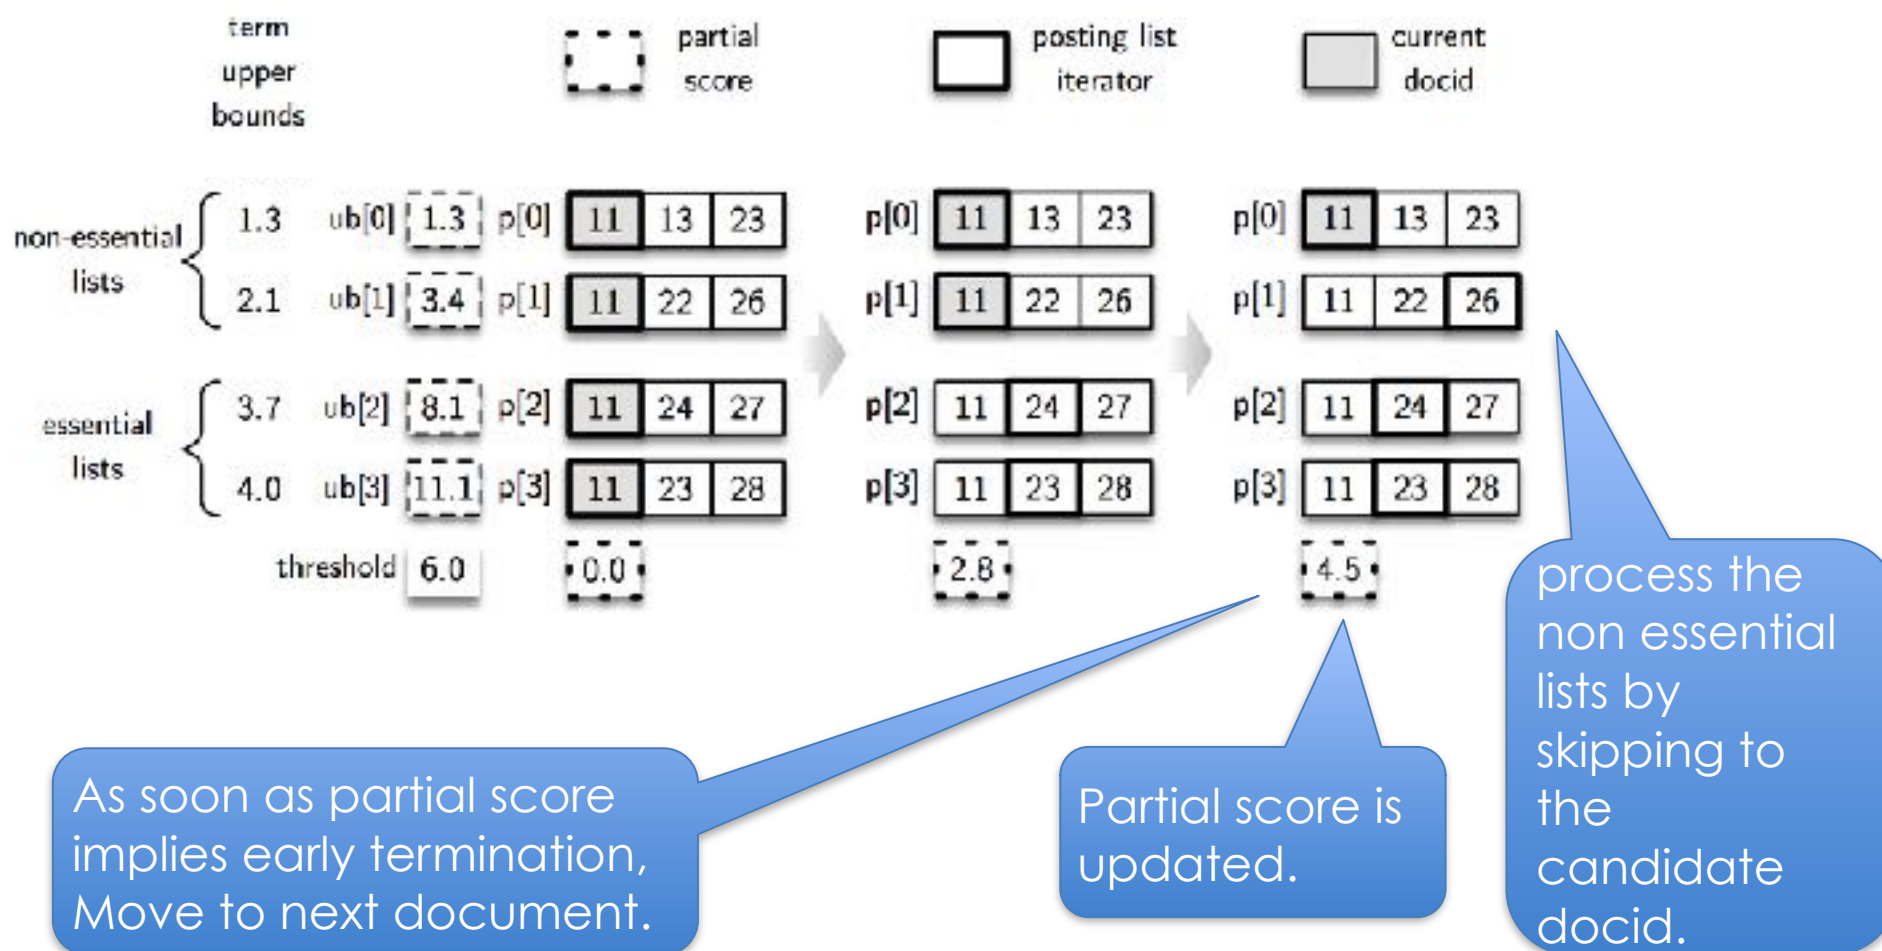 term
upper
bounds
partial
score
posting list
iterator
current
docid
non-essential
lists
1.3 ub[0] 1.3 p[0] 11 13 23 p[0] 11 13 23 p[0] 11 13 23
2.1 ub[1] 3.4 p[1] 11 22 26 p[1] 11 22 26 p[1] 11 22 26
essential
lists
3.7 ub[2] 8.1 p[2] 11 24 27 p[2] 11 24 27 p[2] 11 24 27
4.0 ub[3] 11.1 p[3] 11 23 28 p[3] 11 23 28 p[3] 11 23 28
threshold 6.0 0.0 2.8 4.5
As soon as partial score
implies early termination,
Move to next document.
Partial score is
updated.
process the
non essential
lists by
skipping to
the
candidate
docid.